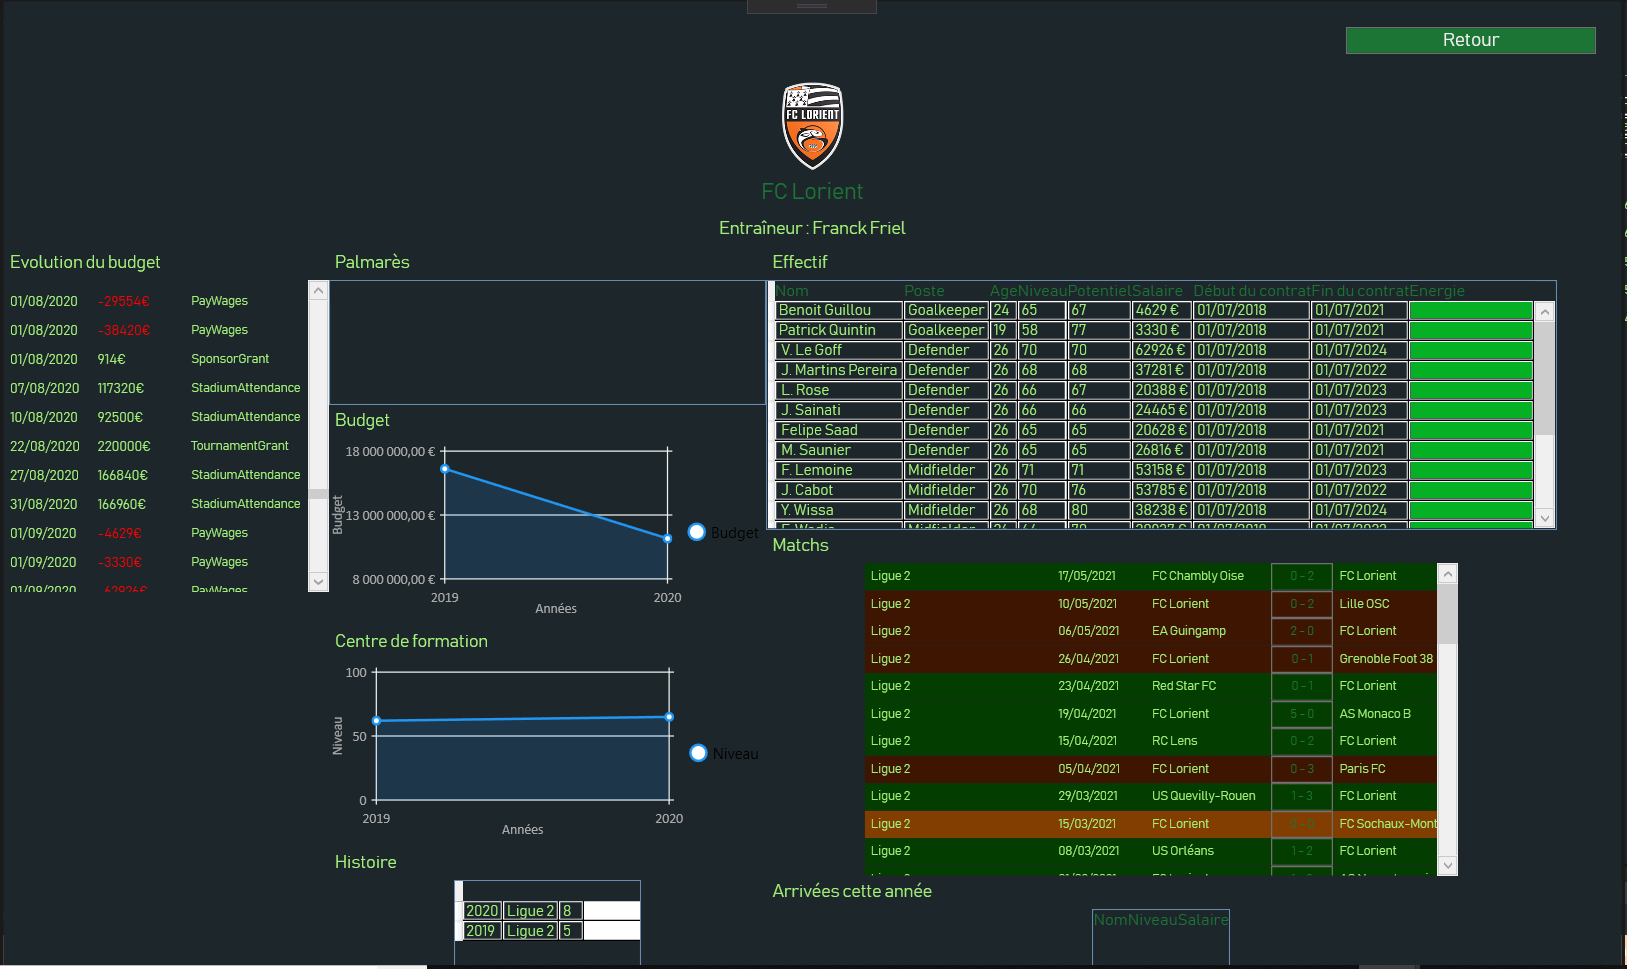 Retour
FC LORIENT
FC Lorient
Entraîneur : Franck Friel
Evolution du budget
01/08/2020 -29554€ PayWages
01/08/2020 -38420€ PayWages
01/08/2020 914€ SponsorGrant
07/08/2020 117320€ StadiumAttendance
10/08/2020 92500€ StadiumAttendance
22/08/2020 220000€ TournamentGrant
27/08/2020 166840€ StadiumAttendance
31/08/2020 166960€ StadiumAttendance
01/09/2020 -4629€ PayWages
01/09/2020 -3330€ PayWages
01/09/2020 -62926€ PayWages
Palmarès
Budget
18 000 000,00 €
13 000 000,00 €
8 000 000,00 €
Budget
2019 2020
Années
Budget
Centre de formation
100
50
0
Niveau
2019 2020
Années
Niveau
Histoire
2020 Ligue 2 8
2019 Ligue 2 5
Effectif
Nom Poste Age Niveau Potentiel Salaire Début du contrat Fin du contrat Energie
Benoit Guillou Goalkeeper 24 65 67 4629 € 01/07/2018 01/07/2021
Patrick Quintin Goalkeeper 19 58 77 3330 € 01/07/2018 01/07/2021
V. Le Goff Defender 26 70 70 62926 € 01/07/2018 01/07/2024
J. Martins Pereira Defender 26 68 68 37281 € 01/07/2018 01/07/2022
L. Rose Defender 26 66 67 20388 € 01/07/2018 01/07/2023
J. Sainati Defender 26 66 66 24465 € 01/07/2018 01/07/2023
Felipe Saad Defender 26 65 65 20628 € 01/07/2018 01/07/2021
M. Saunier Defender 26 65 65 26816 € 01/07/2018 01/07/2021
F. Lemoine Midfielder 26 71 71 53158 € 01/07/2018 01/07/2023
J. Cabot Midfielder 26 70 76 53785 € 01/07/2018 01/07/2022
Y. Wissa Midfielder 26 68 80 38238 € 01/07/2018 01/07/2024
Matchs
Ligue 2 17/05/2021 FC Chambly Oise 0 - 2 FC Lorient
Ligue 2 10/05/2021 FC Lorient 0 - 2 Lille OSC
Ligue 2 06/05/2021 EA Guingamp 2 - 0 FC Lorient
Ligue 2 26/04/2021 FC Lorient 0 - 1 Grenoble Foot 38
Ligue 2 23/04/2021 Red Star FC 0 - 1 FC Lorient
Ligue 2 19/04/2021 FC Lorient 5 - 0 AS Monaco B
Ligue 2 15/04/2021 RC Lens 0 - 2 FC Lorient
Ligue 2 05/04/2021 FC Lorient 0 - 3 Paris FC
Ligue 2 29/03/2021 US Quevilly-Rouen 1 - 3 FC Lorient
Ligue 2 15/03/2021 FC Lorient FC Sochaux-Mont
Ligue 2 08/03/2021 US Orléans 1 - 2 FC Lorient
Arrivées cette année
Nom Niveau Salaire